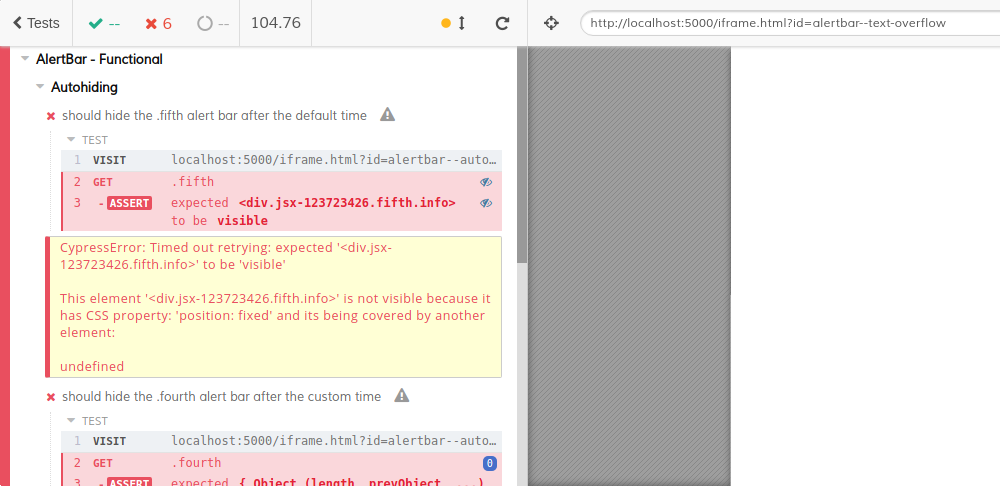 Tests
--
6
--
104.76
http://localhost:5000/iframe.html?id=alertbar--text-overflow
AlertBar - Functional
Autohiding
should hide the .fifth alert bar after the default time
TEST
1 VISIT localhost:5000/iframe.html?id=alertbar--auto…
2 GET .fifth
3 -ASSERT expected <div.jsx-123723426.fifth.info>
to be visible
CypressError: Timed out retrying: expected '<div.jsx-
123723426.fifth.info>' to be 'visible'
This element '<div.jsx-123723426.fifth.info>' is not visible because it
has CSS property: 'position: fixed' and its being covered by another
element:
undefined
should hide the .fourth alert bar after the custom time
TEST
1 VISIT localhost:5000/iframe.html?id=alertbar--auto…
2 GET .fourth 0
3 -ASSERT expected { Object (length, prevObject, ...)